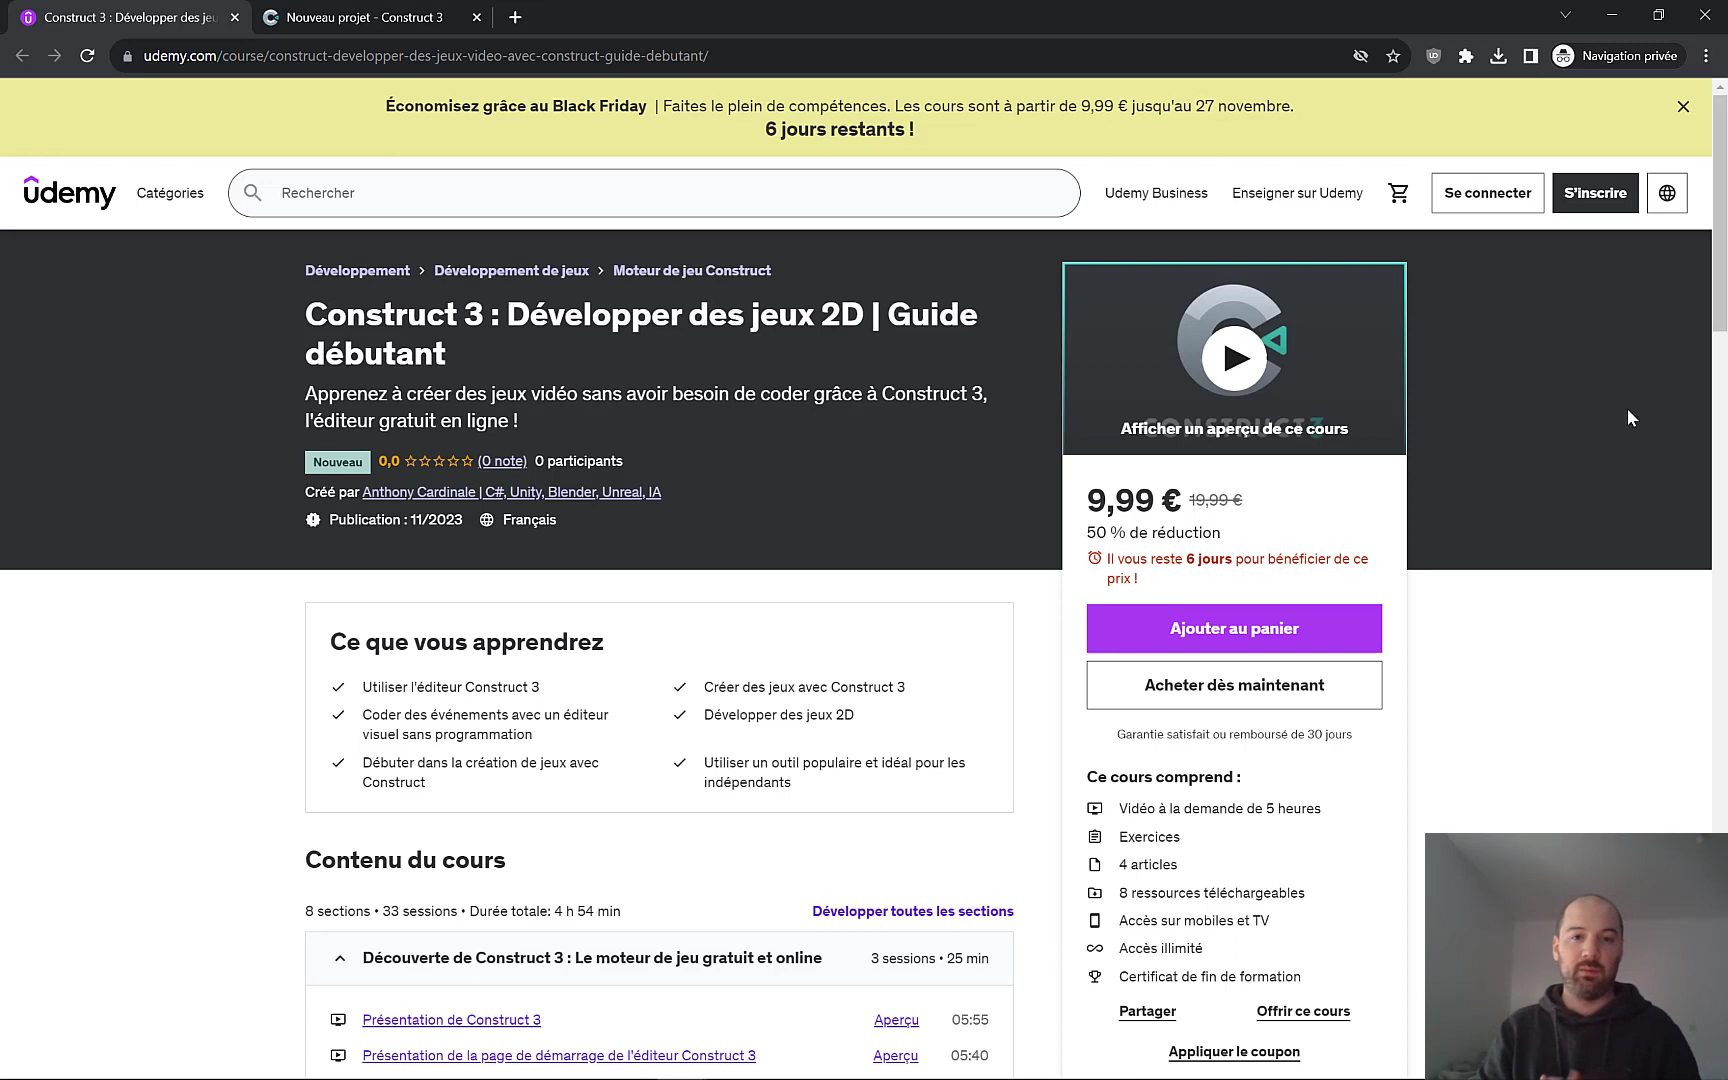 Construct 3 : Développer des jeu
Nouveau projet - Construct 3
udemy.com/course/construct-developper-des-jeux-video-avec-construct-guide-debutant/
Navigation privée
Économisez grâce au Black Friday | Faites le plein de compétences. Les cours sont à partir de 9,99 € jusqu'au 27 novembre.
6 jours restants !
udemy
Catégories
Rechercher
Udemy Business
Enseigner sur Udemy
Se connecter
S'inscrire
Développement > Développement de jeux > Moteur de jeu Construct
Construct 3 : Développer des jeux 2D | Guide
débutant
Apprenez à créer des jeux vidéo sans avoir besoin de coder grâce à Construct 3,
l'éditeur gratuit en ligne !
Nouveau 0,0 (0 note) 0 participants
Créé par Anthony Cardinale | C#, Unity, Blender, Unreal, IA
Publication : 11/2023 Français
CONSTRUCT 3
Afficher un aperçu de ce cours
9,99 € 19,99 €
50 % de réduction
Il vous reste 6 jours pour bénéficier de ce
prix !
Ajouter au panier
Acheter dès maintenant
Garantie satisfait ou remboursé de 30 jours
Ce cours comprend :
Vidéo à la demande de 5 heures
Exercices
4 articles
8 ressources téléchargeables
Accès sur mobiles et TV
Accès illimité
Certificat de fin de formation
Partager
Offrir ce cours
Appliquer le coupon
Ce que vous apprendrez
Utiliser l'éditeur Construct 3
Créer des jeux avec Construct 3
Coder des événements avec un éditeur
visuel sans programmation
Développer des jeux 2D
Débuter dans la création de jeux avec
Construct
Utiliser un outil populaire et idéal pour les
indépendants
Contenu du cours
8 sections • 33 sessions • Durée totale: 4 h 54 min
Développer toutes les sections
Découverte de Construct 3 : Le moteur de jeu gratuit et online
3 sessions • 25 min
Présentation de Construct 3
Aperçu
05:55
Présentation de la page de démarrage de l'éditeur Construct 3
Aperçu
05:40